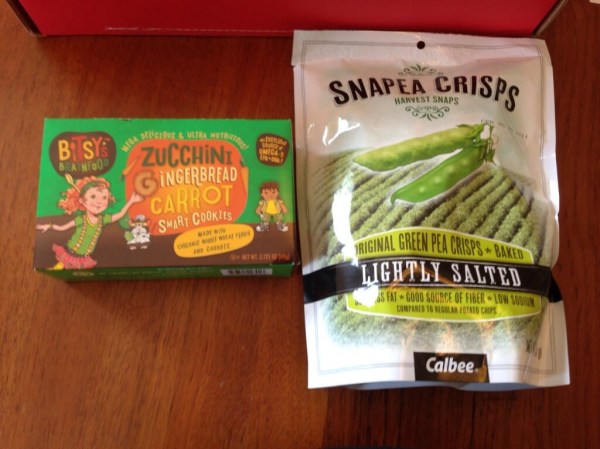 BiTSY'S
BRAINFOOD
MEGA DELICIOUS & ULTRA NUTRITIOUS!
ZUCCHiNi
GiNGERBREAD
CARROT
SMART COOKiES
MADE WITH
ORGANIC WHOLE WHEAT FLOUR
AND CARROTS
SNAPEA CRISPS
HARVEST SNAPS
ORIGINAL GREEN PEA CRISPS • BAKED
LIGHTLY SALTED
LESS FAT • GOOD SOURCE OF FIBER • LOW SODIUM
COMPARED TO REGULAR POTATO CHIPS
Calbee